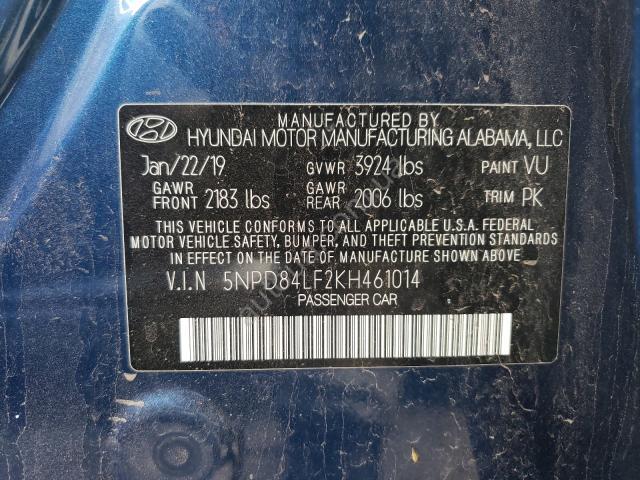 MANUFACTURED BY
HYUNDAI MOTOR MANUFACTURING ALABAMA, LLC
Jan/22/19 GVWR 3924 lbs PAINT VU
GAWR FRONT 2183 lbs GAWR REAR 2006 lbs TRIM PK
THIS VEHICLE CONFORMS TO ALL APPLICABLE U.S.A. FEDERAL
MOTOR VEHICLE SAFETY, BUMPER, AND THEFT PREVENTION STANDARDS
IN EFFECT ON THE DATE OF MANUFACTURE SHOWN ABOVE.
V.I.N 5NPD84LF2KH461014
PASSENGER CAR